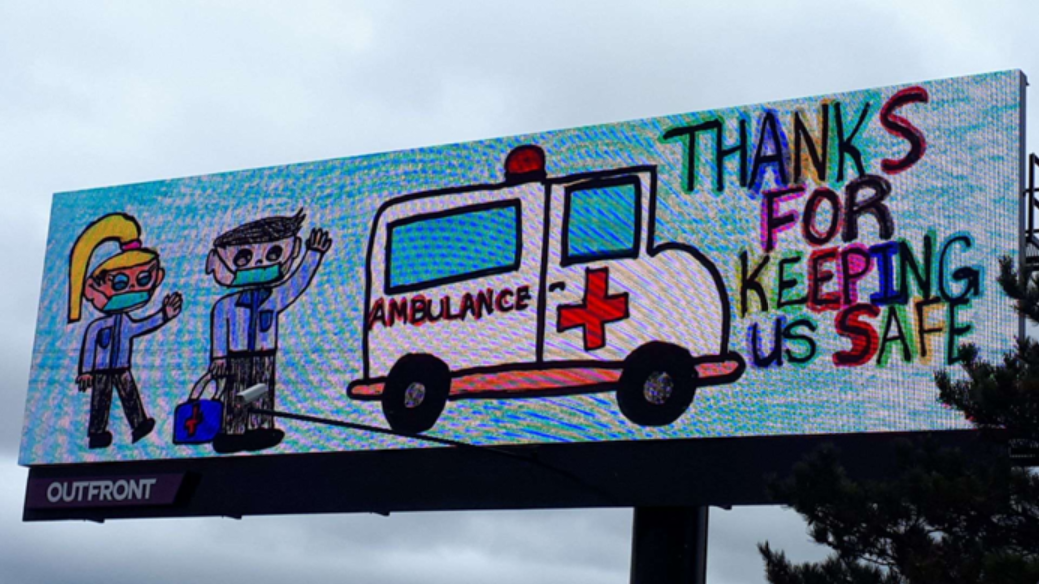 THANKS
FOR
KEEPING
US SAFE
AMBULANCE
OUTFRONT